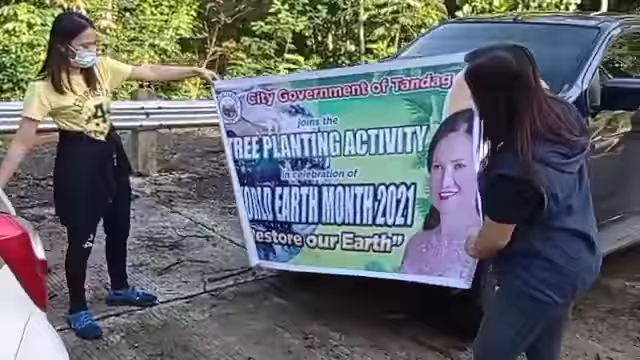 City Government of Tandag
joins the
TREE PLANTING ACTIVITY
in celebration of
WORLD EARTH MONTH 2021
"Restore our Earth"